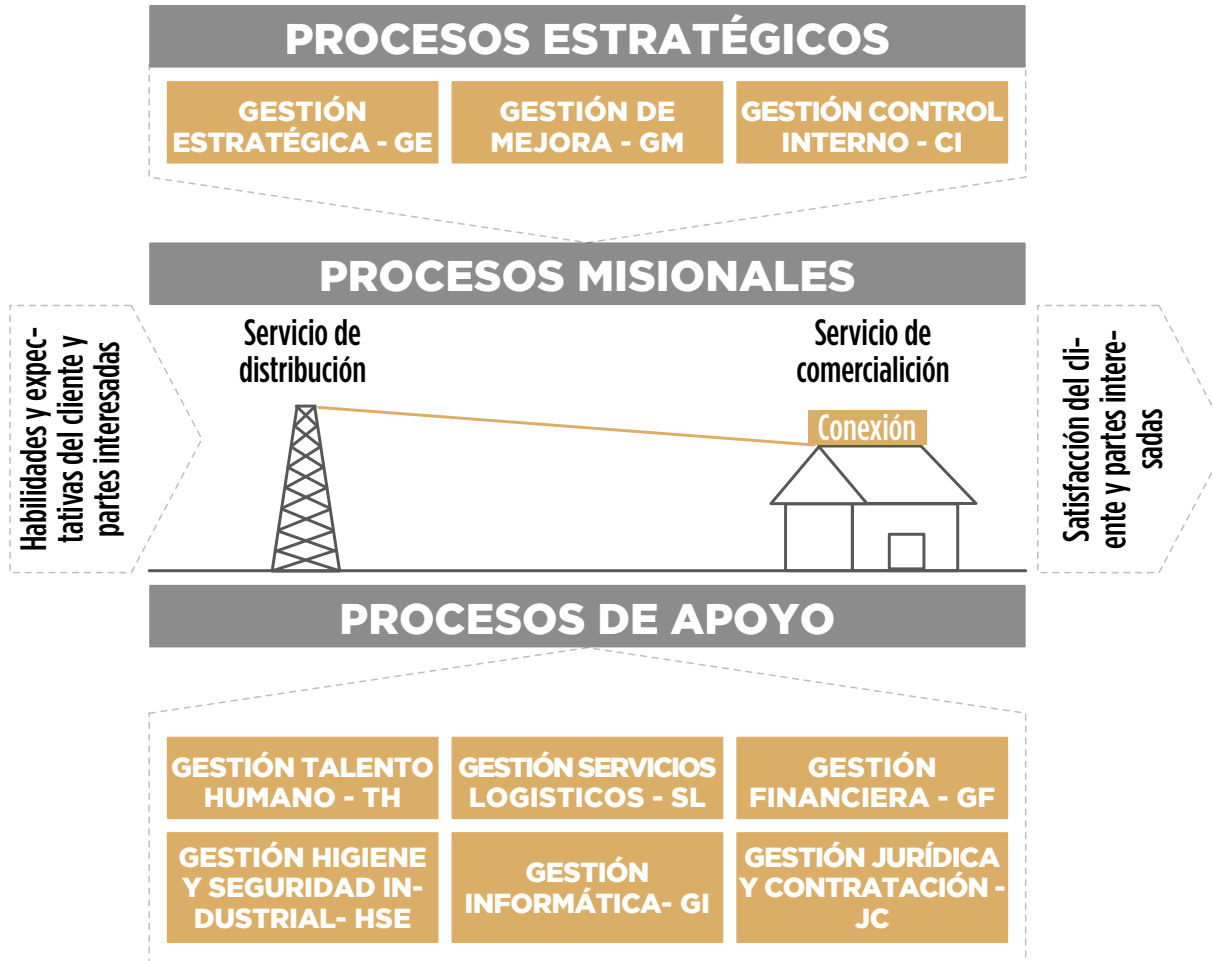 PROCESOS ESTRATÉGICOS
GESTIÓN
ESTRATÉGICA - GE
GESTIÓN DE
MEJORA - GM
GESTIÓN CONTROL
INTERNO - CI
PROCESOS MISIONALES
Habilidades y expec-
tativas del cliente y
partes interesadas
Servicio de
distribución
Servicio de
comercialición
Conexión
Satisfacción del cli-
ente y partes intere-
sadas
PROCESOS DE APOYO
GESTIÓN TALENTO
HUMANO - TH
GESTIÓN SERVICIOS
LOGISTICOS - SL
GESTIÓN
FINANCIERA - GF
GESTIÓN HIGIENE
Y SEGURIDAD IN-
DUSTRIAL- HSE
GESTIÓN
INFORMÁTICA- GI
GESTIÓN JURÍDICA
Y CONTRATACIÓN -
JC